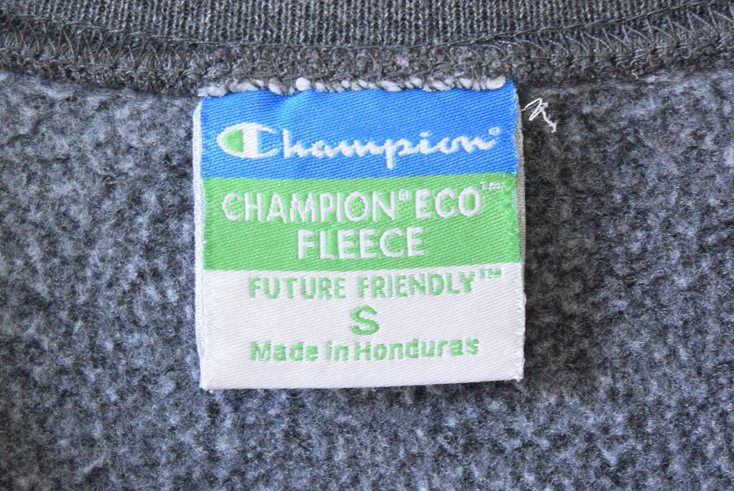 Champion®
CHAMPION® ECO™
FLEECE
FUTURE FRIENDLY™
S
Made in Honduras